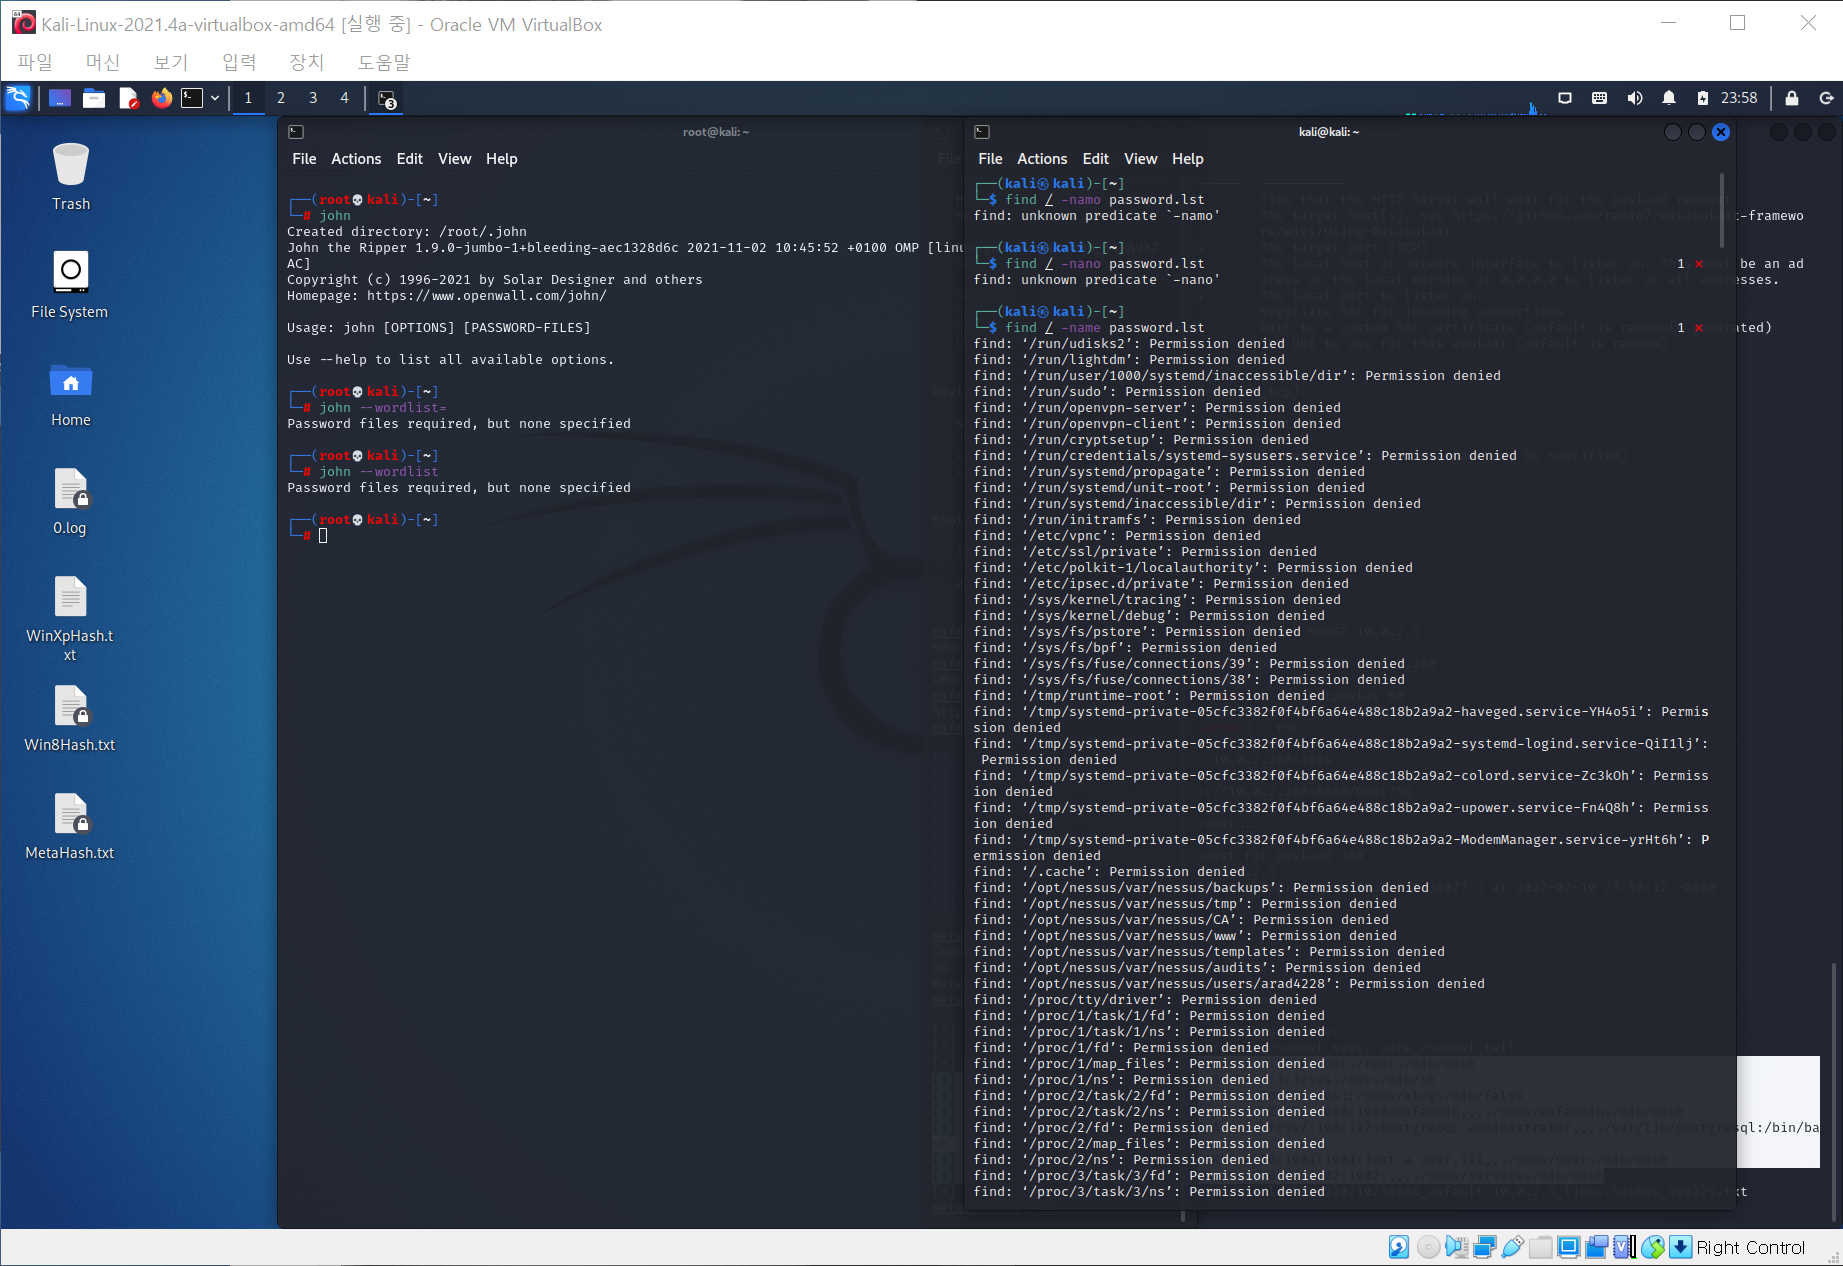 Kali-Linux-2021.4a-virtualbox-amd64 [실행 중] - Oracle VM VirtualBox
파일 머신 보기 입력 장치 도움말
1 2 3 4 3 23:58
Trash
File System
Home
0.log
WinXpHash.t
xt
Win8Hash.txt
MetaHash.txt
root@kali: ~
File Actions Edit View Help
(root kali)-[~]
# john
Created directory: /root/.john
John the Ripper 1.9.0-jumbo-1+bleeding-aec1328d6c 2021-11-02 10:45:52 +0100 OMP [linu
AC]
Copyright (c) 1996-2021 by Solar Designer and others
Homepage: https://www.openwall.com/john/
Usage: john [OPTIONS] [PASSWORD-FILES]
Use --help to list all available options.
(root kali)-[~]
# john --wordlist=
Password files required, but none specified
(root kali)-[~]
# john --wordlist
Password files required, but none specified
(root kali)-[~]
#
kali@kali: ~
File Actions Edit View Help
(kali㉿kali)-[~]
$ find / -namo password.lst
find: unknown predicate `-namo'
(kali㉿kali)-[~]
$ find / -nano password.lst 1 ⨯
find: unknown predicate `-nano'
(kali㉿kali)-[~]
$ find / -name password.lst 1 ⨯
find: ‘/run/udisks2’: Permission denied
find: ‘/run/lightdm’: Permission denied
find: ‘/run/user/1000/systemd/inaccessible/dir’: Permission denied
find: ‘/run/sudo’: Permission denied
find: ‘/run/openvpn-server’: Permission denied
find: ‘/run/openvpn-client’: Permission denied
find: ‘/run/cryptsetup’: Permission denied
find: ‘/run/credentials/systemd-sysusers.service’: Permission denied
find: ‘/run/systemd/propagate’: Permission denied
find: ‘/run/systemd/unit-root’: Permission denied
find: ‘/run/systemd/inaccessible/dir’: Permission denied
find: ‘/run/initramfs’: Permission denied
find: ‘/etc/vpnc’: Permission denied
find: ‘/etc/ssl/private’: Permission denied
find: ‘/etc/polkit-1/localauthority’: Permission denied
find: ‘/etc/ipsec.d/private’: Permission denied
find: ‘/sys/kernel/tracing’: Permission denied
find: ‘/sys/kernel/debug’: Permission denied
find: ‘/sys/fs/pstore’: Permission denied
find: ‘/sys/fs/bpf’: Permission denied
find: ‘/sys/fs/fuse/connections/39’: Permission denied
find: ‘/sys/fs/fuse/connections/38’: Permission denied
find: ‘/tmp/runtime-root’: Permission denied
find: ‘/tmp/systemd-private-05cfc3382f0f4bf6a64e488c18b2a9a2-haveged.service-YH4o5i’: Permis
sion denied
find: ‘/tmp/systemd-private-05cfc3382f0f4bf6a64e488c18b2a9a2-systemd-logind.service-QiI1lj’:
Permission denied
find: ‘/tmp/systemd-private-05cfc3382f0f4bf6a64e488c18b2a9a2-colord.service-Zc3kOh’: Permiss
ion denied
find: ‘/tmp/systemd-private-05cfc3382f0f4bf6a64e488c18b2a9a2-upower.service-Fn4Q8h’: Permiss
ion denied
find: ‘/tmp/systemd-private-05cfc3382f0f4bf6a64e488c18b2a9a2-ModemManager.service-yrHt6h’: P
ermission denied
find: ‘/.cache’: Permission denied
find: ‘/opt/nessus/var/nessus/backups’: Permission denied
find: ‘/opt/nessus/var/nessus/tmp’: Permission denied
find: ‘/opt/nessus/var/nessus/CA’: Permission denied
find: ‘/opt/nessus/var/nessus/www’: Permission denied
find: ‘/opt/nessus/var/nessus/templates’: Permission denied
find: ‘/opt/nessus/var/nessus/audits’: Permission denied
find: ‘/opt/nessus/var/nessus/users/arad4228’: Permission denied
find: ‘/proc/tty/driver’: Permission denied
find: ‘/proc/1/task/1/fd’: Permission denied
find: ‘/proc/1/task/1/ns’: Permission denied
find: ‘/proc/1/fd’: Permission denied
find: ‘/proc/1/map_files’: Permission denied
find: ‘/proc/1/ns’: Permission denied
find: ‘/proc/2/task/2/fd’: Permission denied
find: ‘/proc/2/task/2/ns’: Permission denied
find: ‘/proc/2/fd’: Permission denied
find: ‘/proc/2/map_files’: Permission denied
find: ‘/proc/2/ns’: Permission denied
find: ‘/proc/3/task/3/fd’: Permission denied
find: ‘/proc/3/task/3/ns’: Permission denied
Right Control